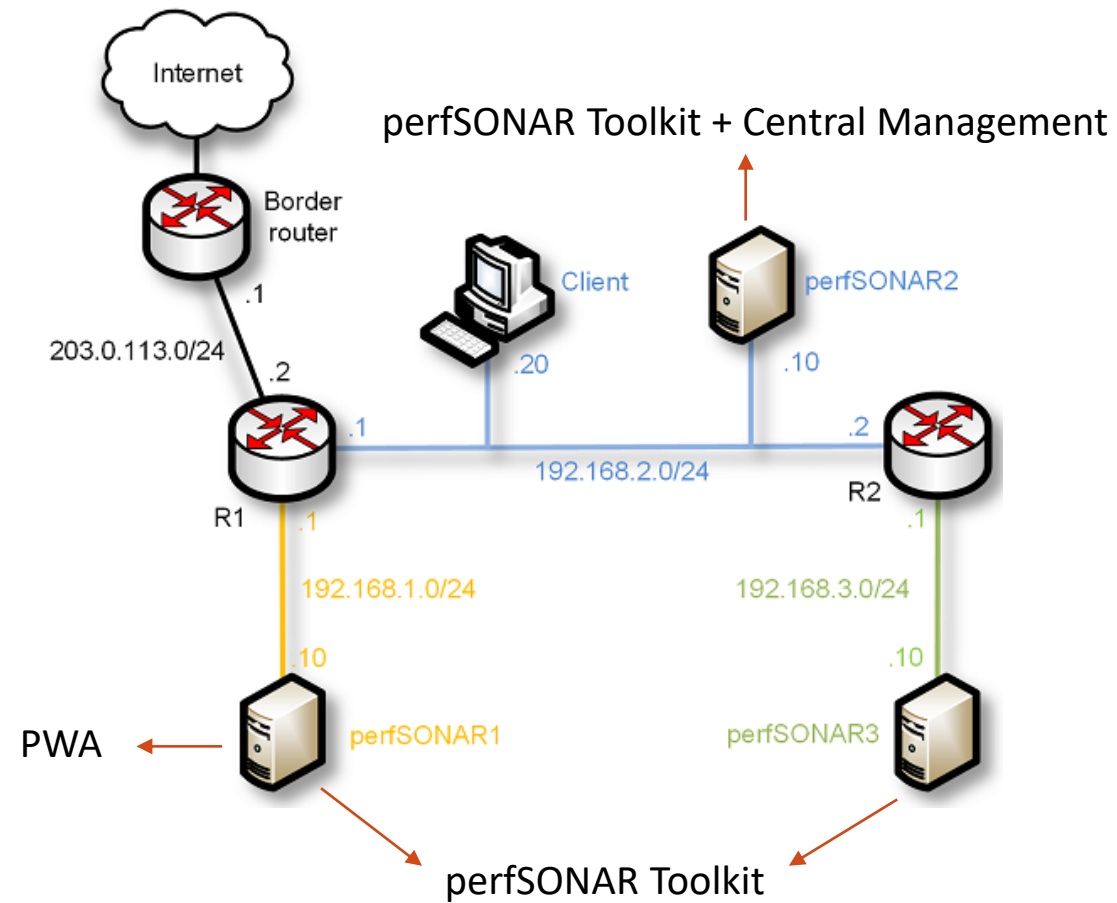 Internet
perfSONAR Toolkit + Central Management
Border
router
Client
perfSONAR2
.1
203.0.113.0/24
.2
.20
.10
.1
.2
192.168.2.0/24
R1
R2
.1
.1
192.168.1.0/24
192.168.3.0/24
.10
.10
PWA
perfSONAR1
perfSONAR3
perfSONAR Toolkit